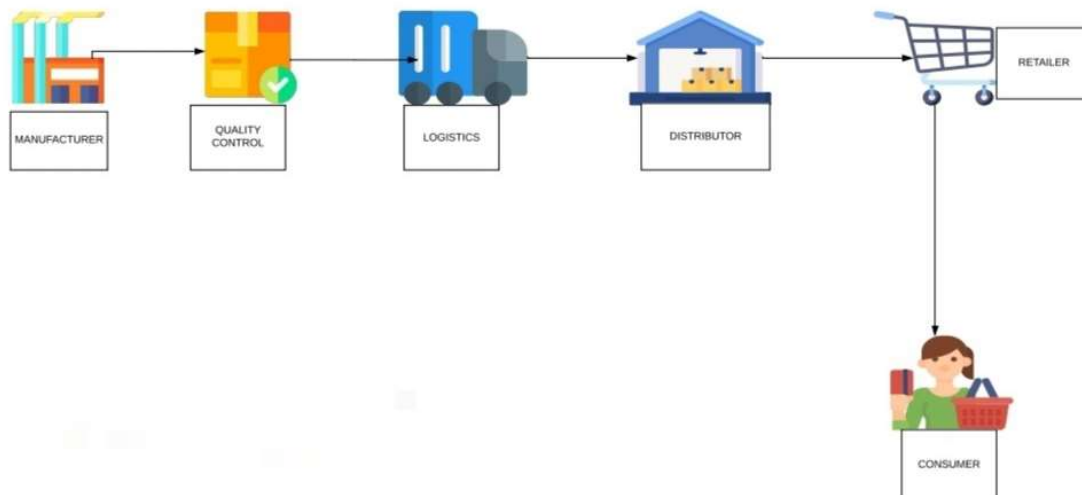 MANUFACTURER
QUALITY
CONTROL
LOGISTICS
DISTRIBUTOR
RETAILER
CONSUMER